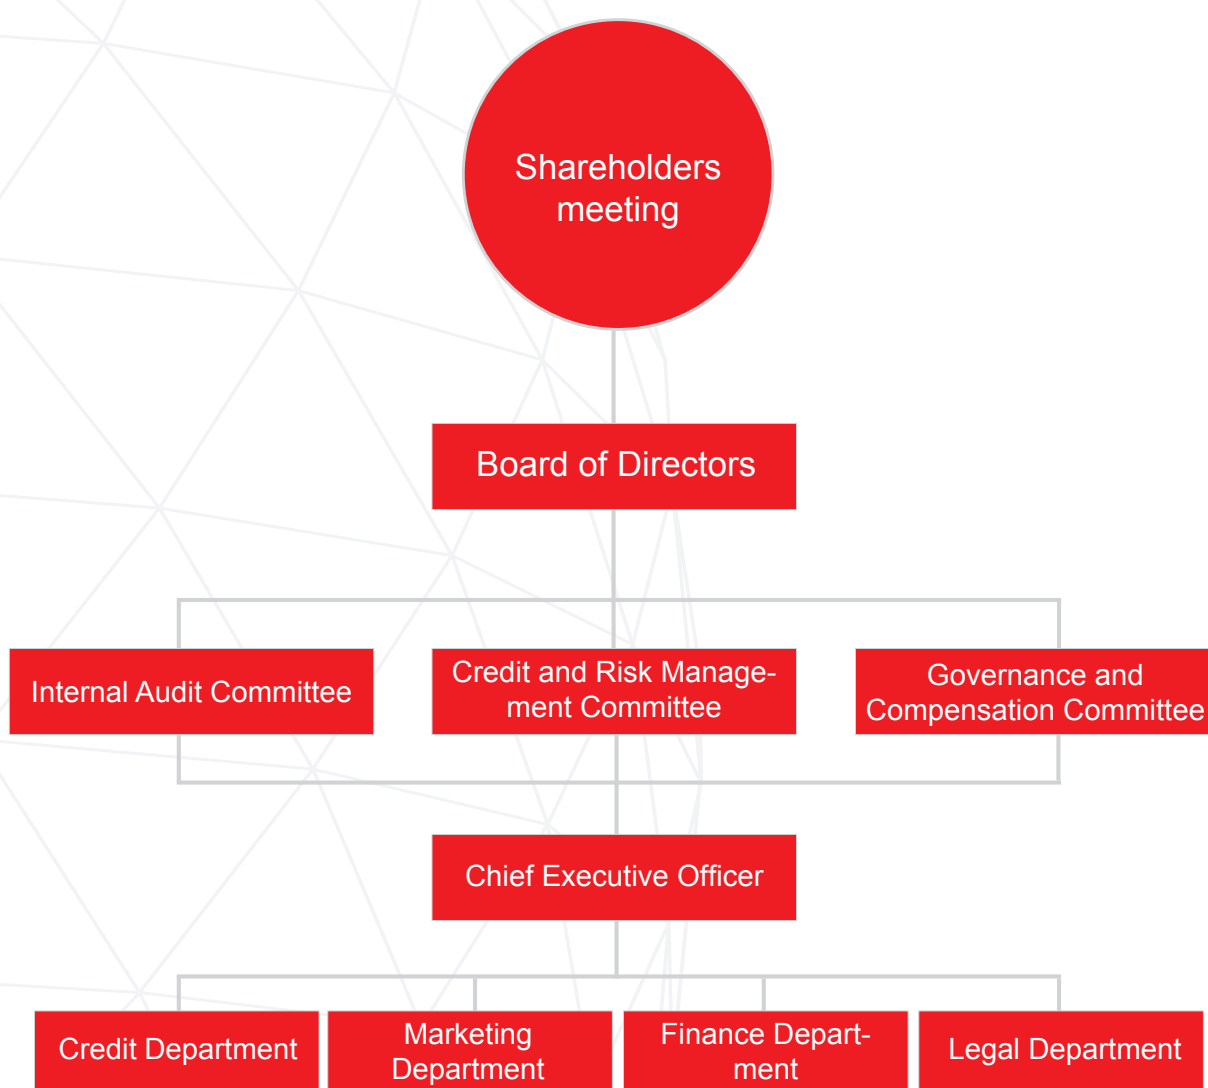 Shareholders
meeting
Board of Directors
Internal Audit Committee
Credit and Risk Manage-
ment Committee
Governance and
Compensation Committee
Chief Executive Officer
Credit Department
Marketing
Department
Finance Depart-
ment
Legal Department